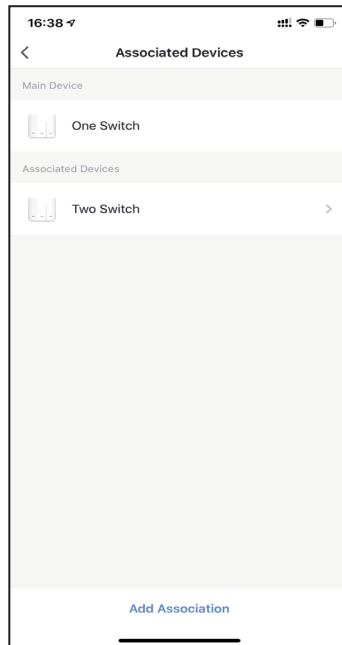 16:38
Associated Devices
Main Device
One Switch
Associated Devices
Two Switch
Add Association